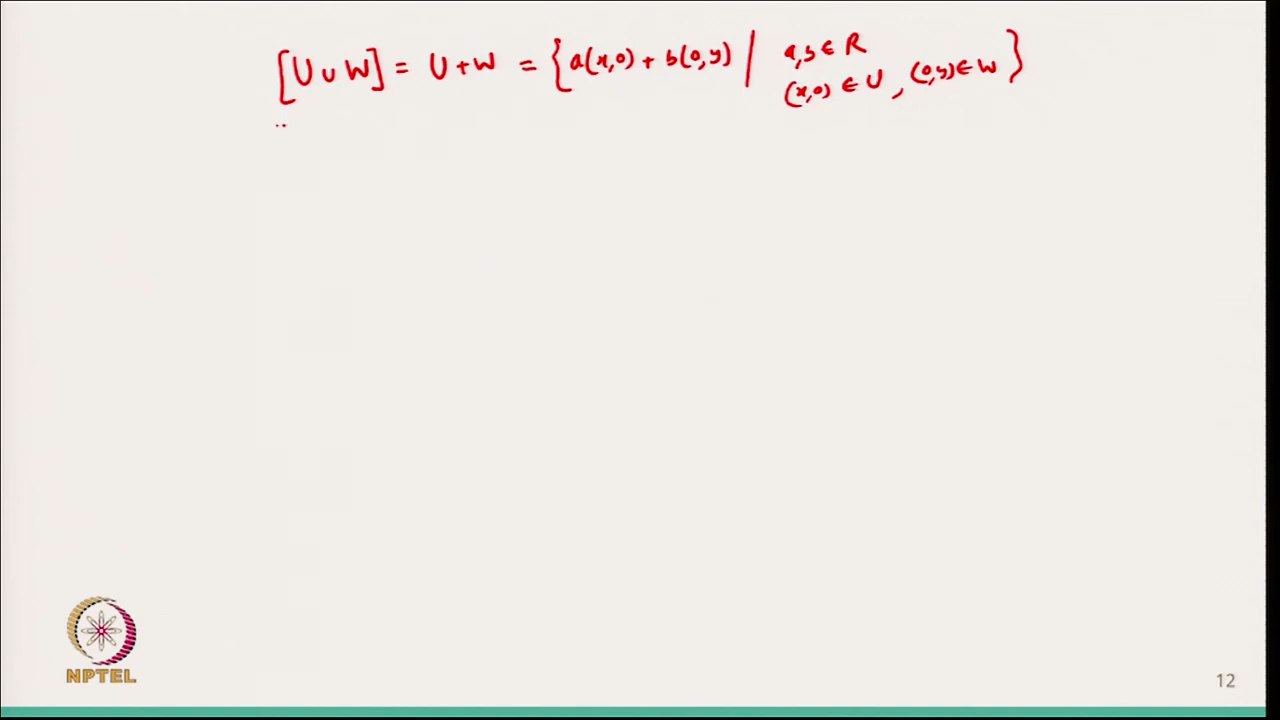 [U ∪ W] = U + W = { a(x,0) + b(0,y) | a,b ∈ R
(x,0) ∈ U , (0,y) ∈ W }
NPTEL
12